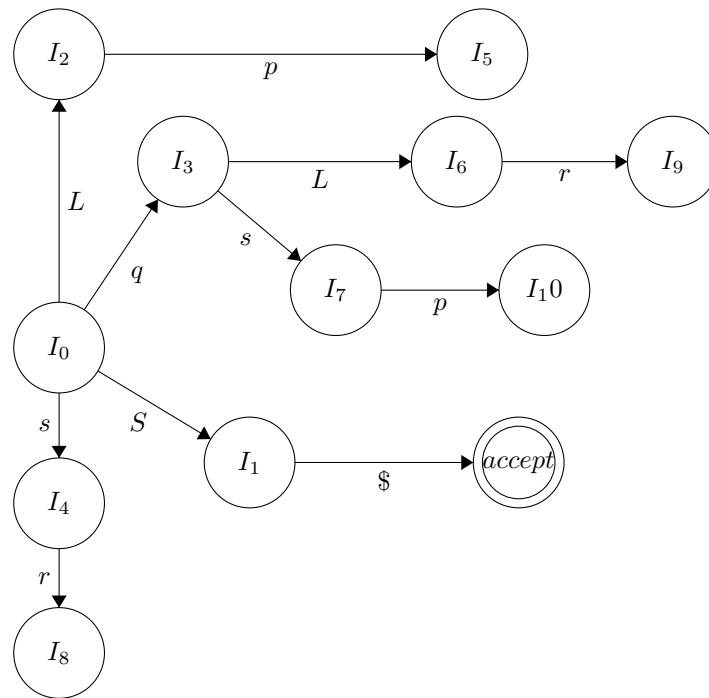 I₂
I₅
p
I₃
I₆
I₉
L
r
L
s
q
I₇
I₁0
p
I₀
s
S
I₁
accept
$
I₄
r
I₈